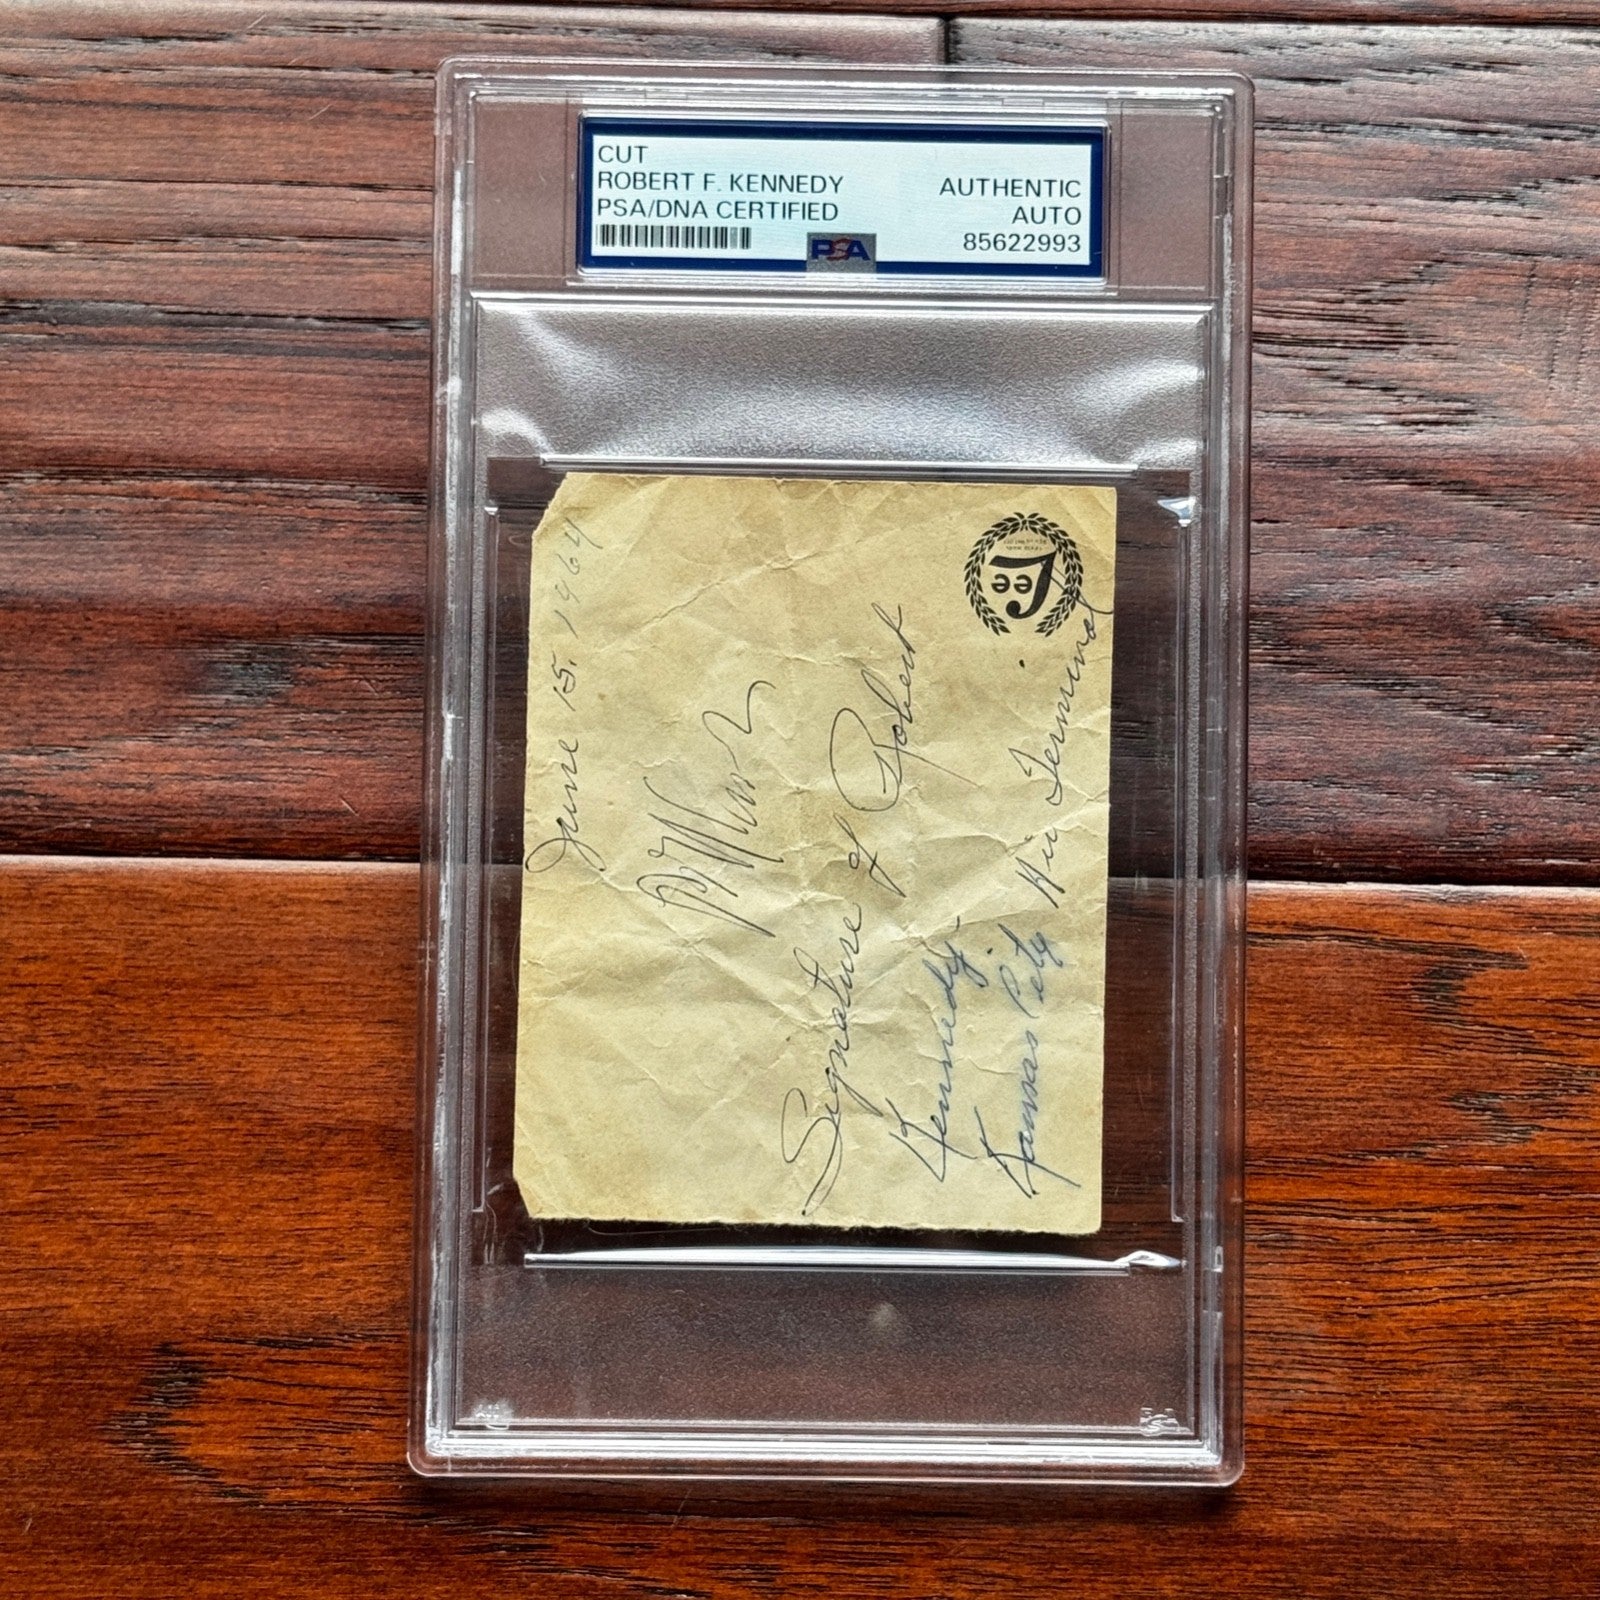 CUT
ROBERT F. KENNEDY
PSA/DNA CERTIFIED
AUTHENTIC
AUTO
85622993
PSA
June 15, 1964
Signature of Robert
Kennedy.
Kansas City Air Terminal
Tee